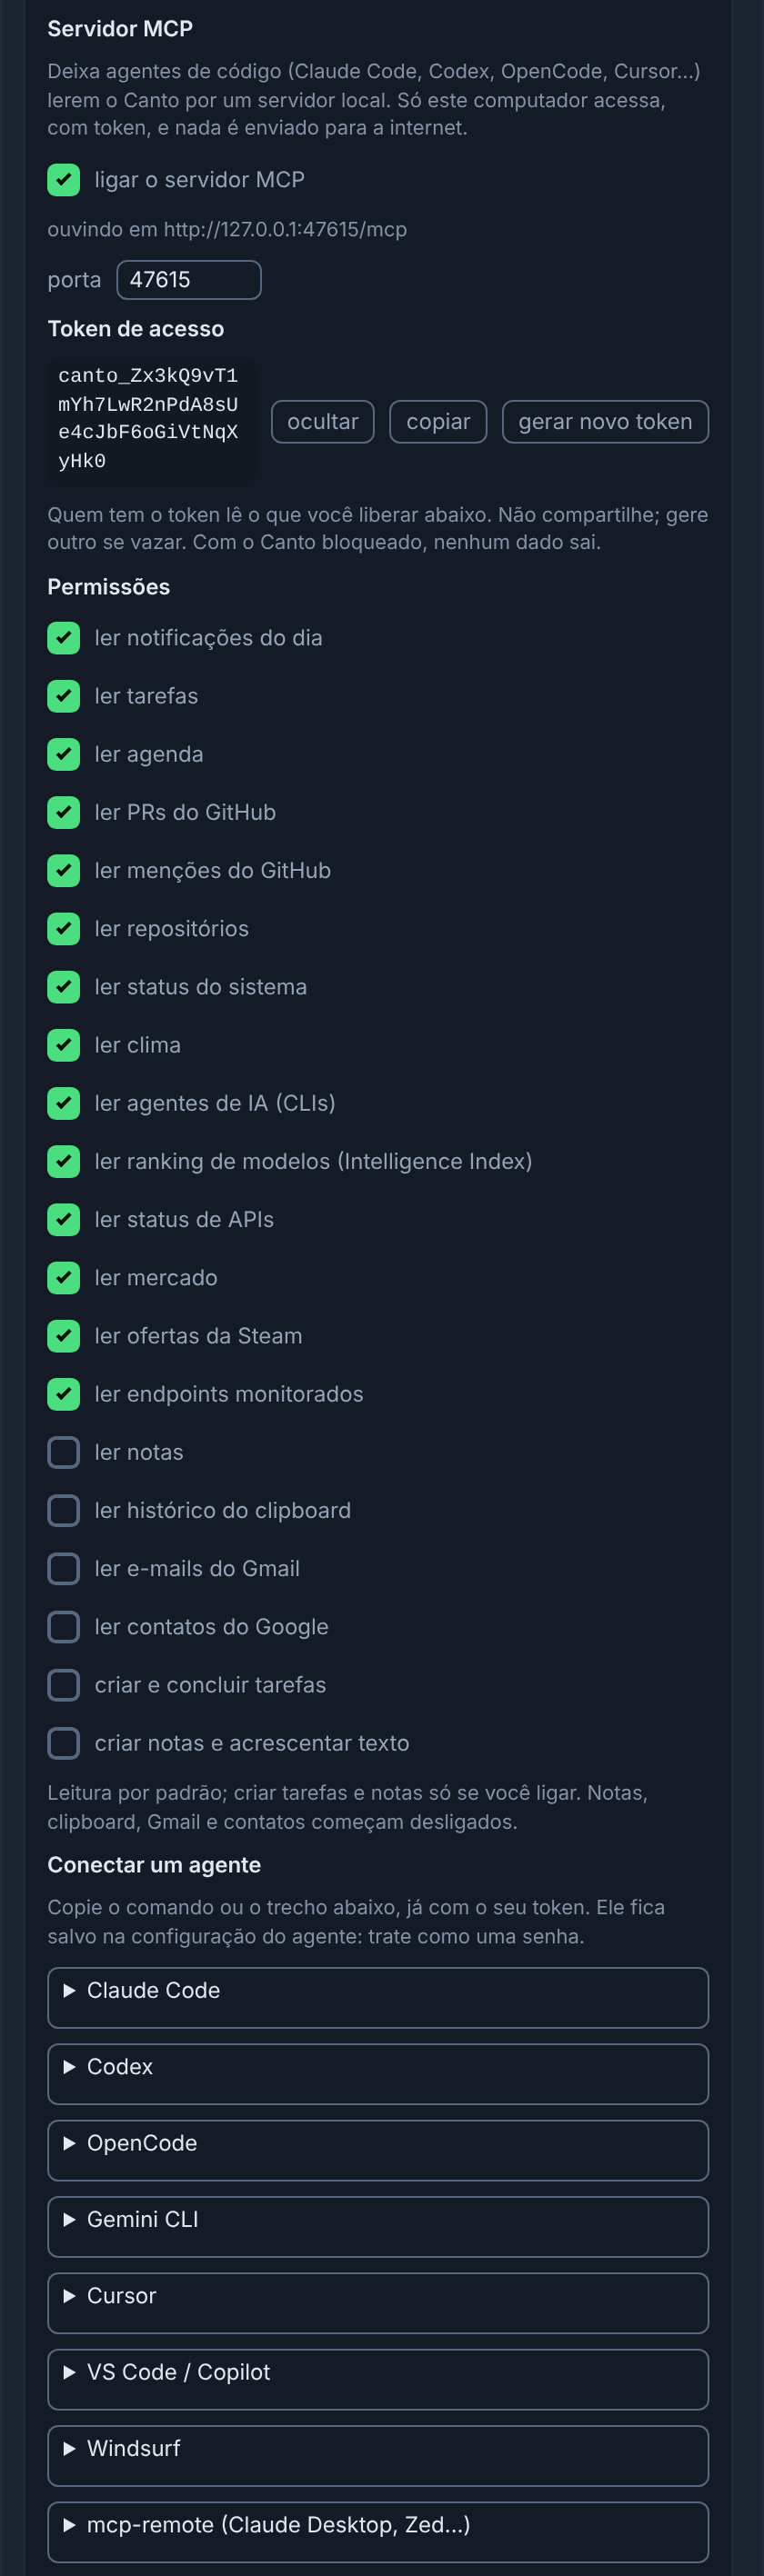 Servidor MCP
Deixa agentes de código (Claude Code, Codex, OpenCode, Cursor...)
lerem o Canto por um servidor local. Só este computador acessa,
com token, e nada é enviado para a internet.
ligar o servidor MCP
ouvindo em http://127.0.0.1:47615/mcp
porta 47615
Token de acesso
canto_Zx3kQ9vT1
mYh7LwR2nPdA8sU
e4cJbF6oGiVtNqX
yHk0
ocultar copiar gerar novo token
Quem tem o token lê o que você liberar abaixo. Não compartilhe; gere
outro se vazar. Com o Canto bloqueado, nenhum dado sai.
Permissões
ler notificações do dia
ler tarefas
ler agenda
ler PRs do GitHub
ler menções do GitHub
ler repositórios
ler status do sistema
ler clima
ler agentes de IA (CLIs)
ler ranking de modelos (Intelligence Index)
ler status de APIs
ler mercado
ler ofertas da Steam
ler endpoints monitorados
ler notas
ler histórico do clipboard
ler e-mails do Gmail
ler contatos do Google
criar e concluir tarefas
criar notas e acrescentar texto
Leitura por padrão; criar tarefas e notas só se você ligar. Notas,
clipboard, Gmail e contatos começam desligados.
Conectar um agente
Copie o comando ou o trecho abaixo, já com o seu token. Ele fica
salvo na configuração do agente: trate como uma senha.
Claude Code
Codex
OpenCode
Gemini CLI
Cursor
VS Code / Copilot
Windsurf
mcp-remote (Claude Desktop, Zed...)